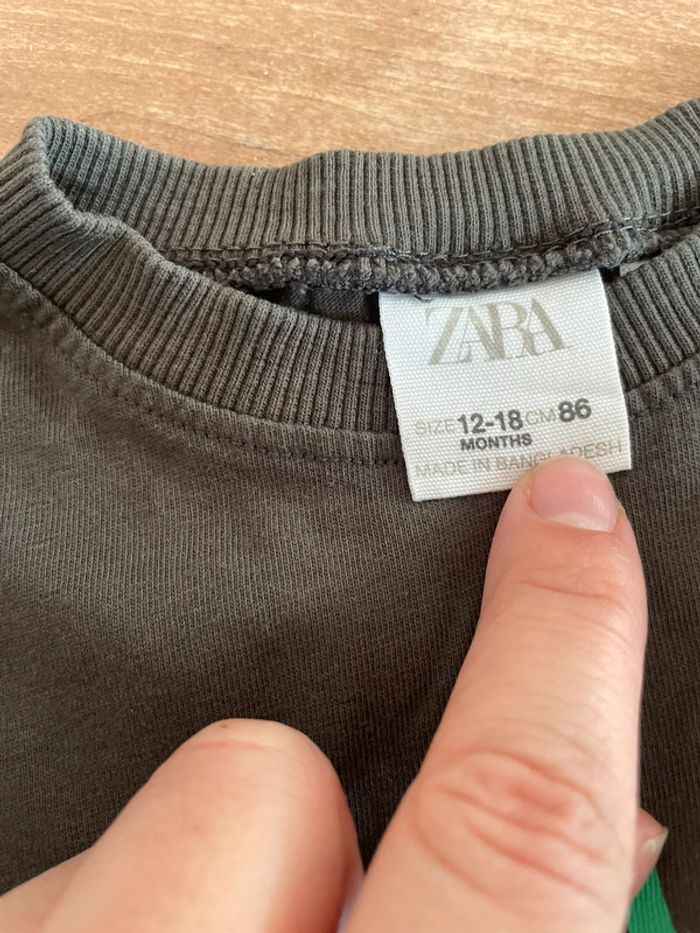 ZARA
SIZE 12-18 CM 86
MONTHS
MADE IN BANGLADESH